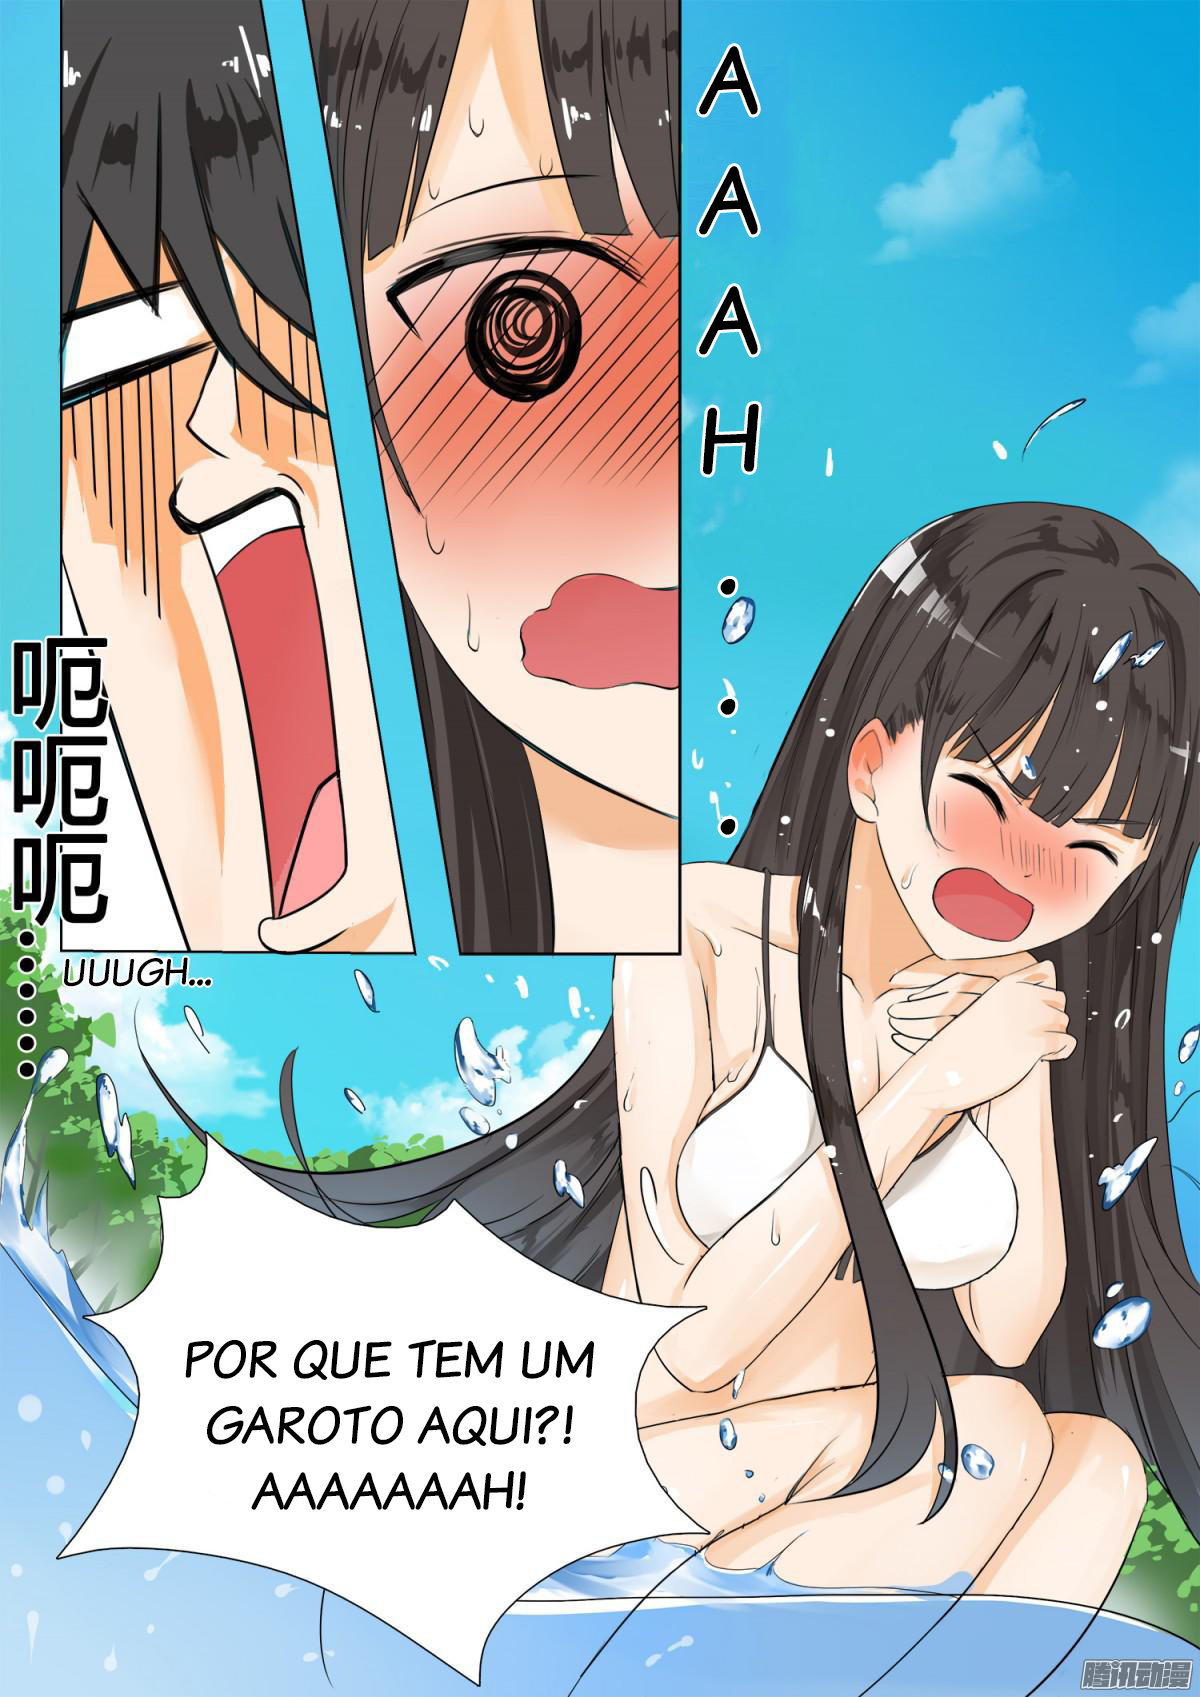 A
A
A
H
.
.
.
呃
呃
呃
……
UUUGH...
POR QUE TEM UM
GAROTO AQUI?!
AAAAAAAH!
腾讯动漫